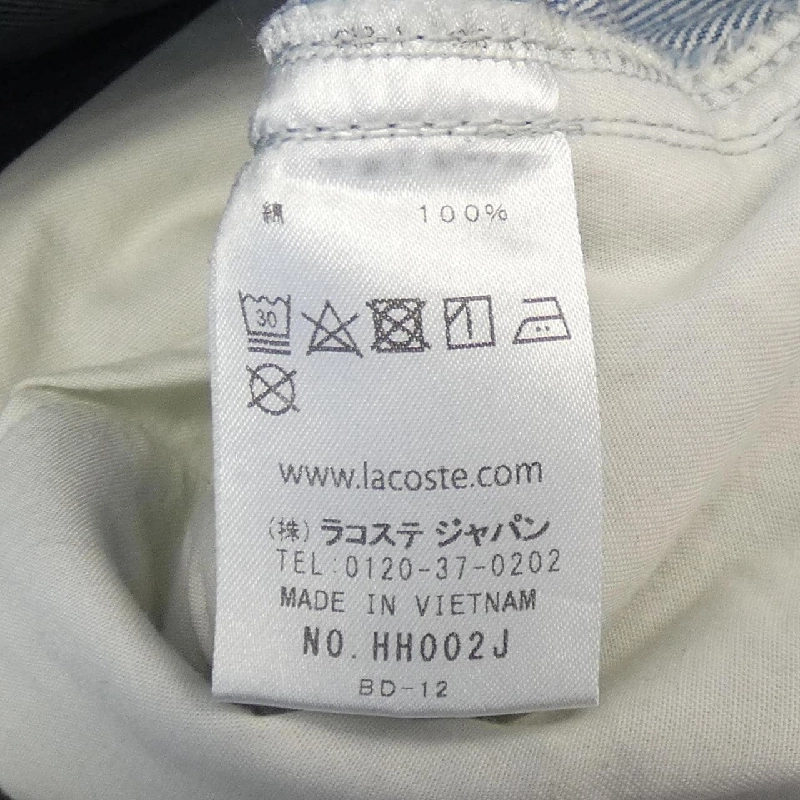 綿 100%
30
www.lacoste.com
(株) ラコステ ジャパン
TEL:0120-37-0202
MADE IN VIETNAM
NO. HH002J
BD-12